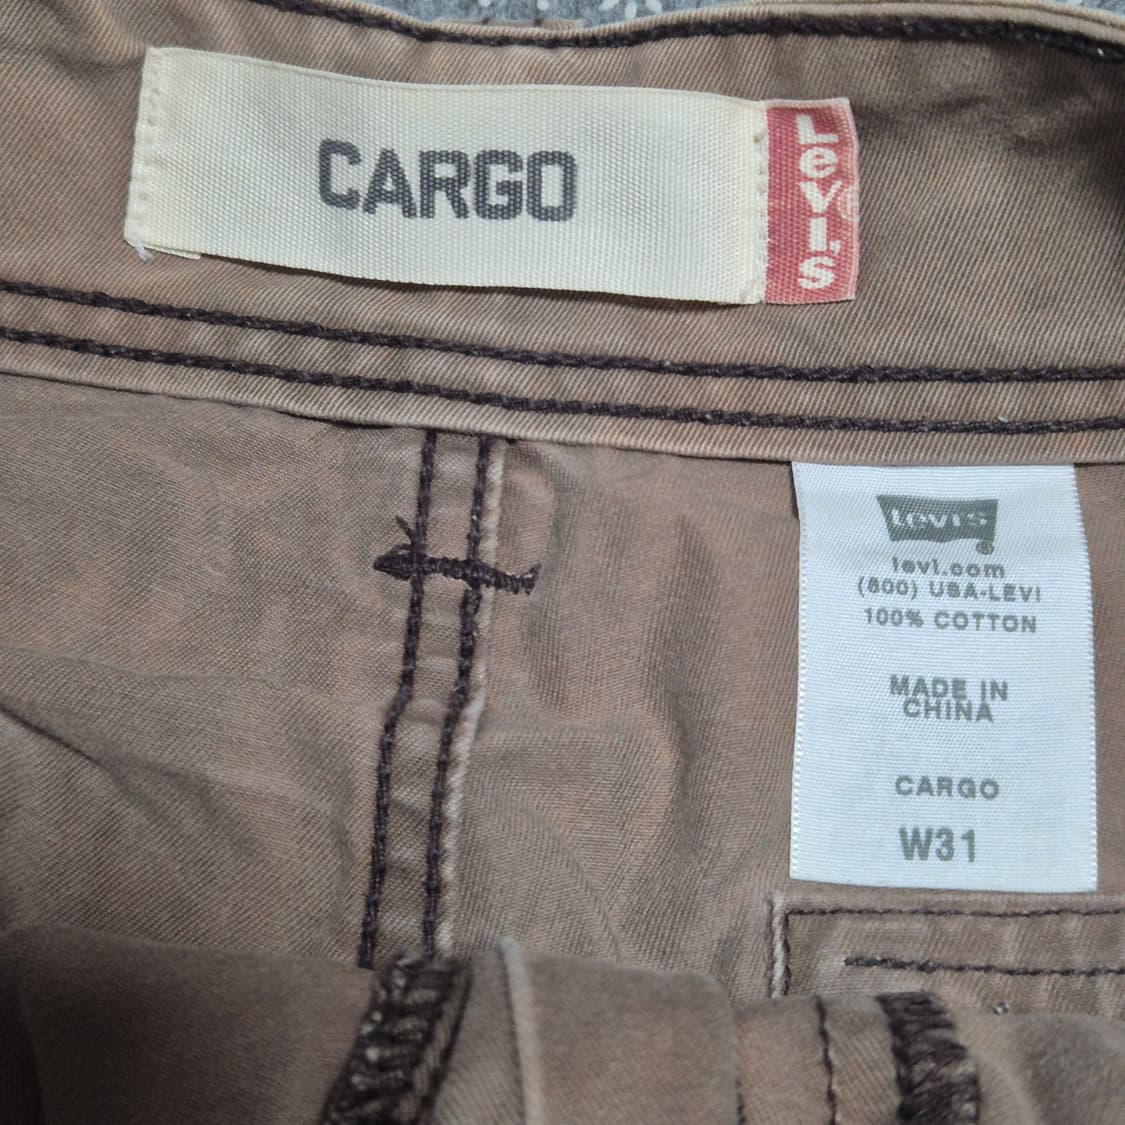 CARGO
Levi's
Levi's
levi.com
(800) USA-LEVI
100% COTTON
MADE IN
CHINA
CARGO
W31